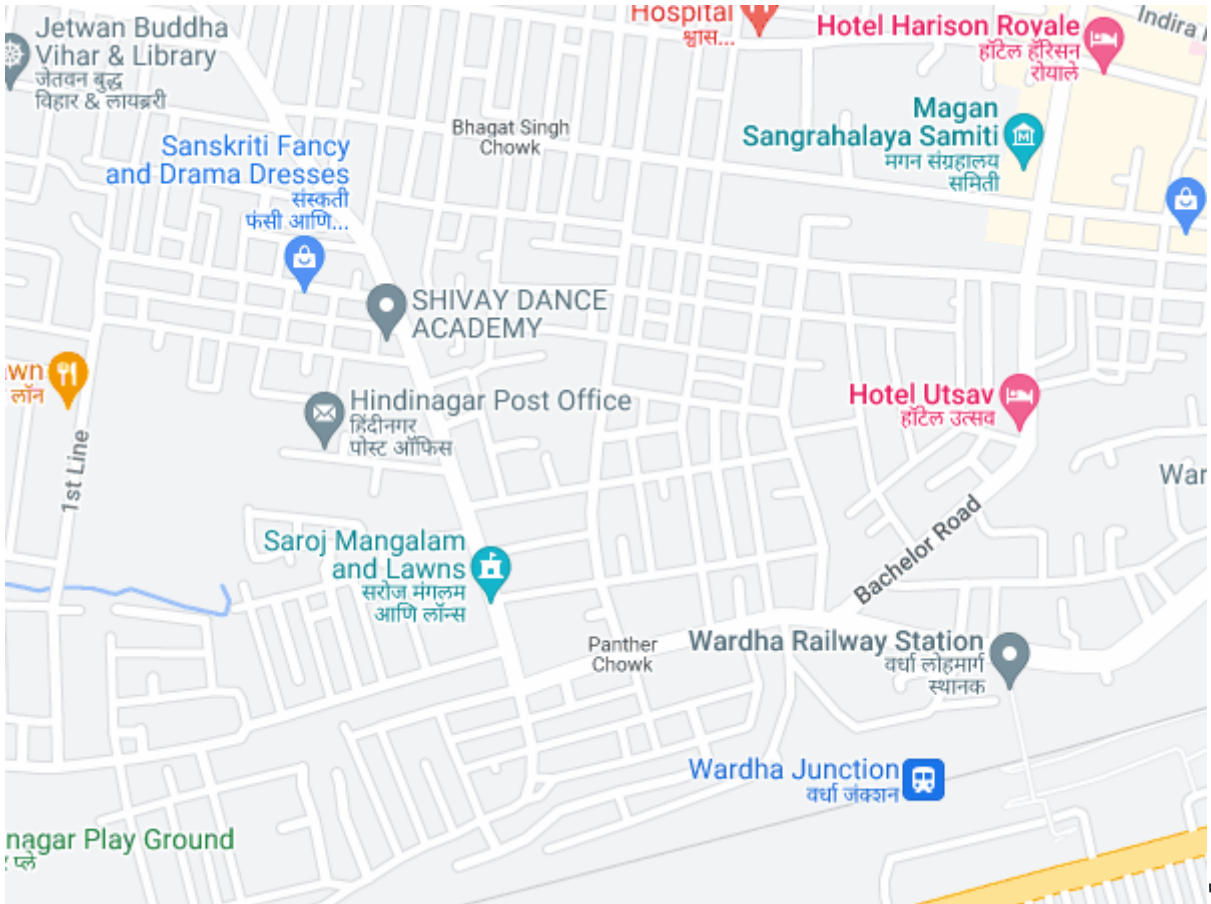 Jetwan Buddha
Vihar & Library
जेतवन बुद्ध
विहार & लायब्ररी
Hospital
श्वास...
Hotel Harison Royale
हॉटेल हॅरिसन
रोयाले
Indira
Bhagat Singh
Chowk
Magan
Sangrahalaya Samiti
मगन संग्रहालय
समिती
Sanskriti Fancy
and Drama Dresses
संस्कृती
फंसी आणि...
SHIVAY DANCE
ACADEMY
awn
लॉन
Hindinagar Post Office
हिंदीनगर
पोस्ट ऑफिस
Hotel Utsav
हॉटेल उत्सव
1st Line
War
Bachelor Road
Saroj Mangalam
and Lawns
सरोज मंगलम
आणि लॉन्स
Panther
Chowk
Wardha Railway Station
वर्धा लोहमार्ग
स्थानक
Wardha Junction
वर्धा जंक्शन
nagar Play Ground
प्ले